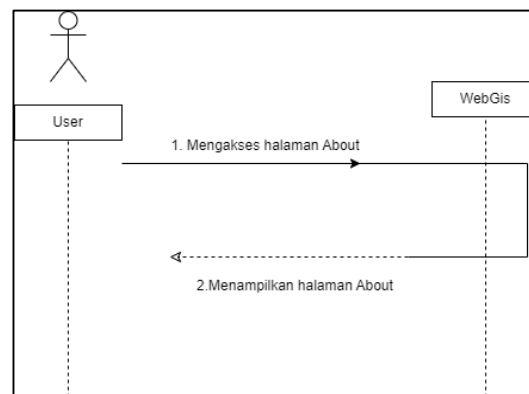 User
WebGis
1. Mengakses halaman About
2.Menampilkan halaman About